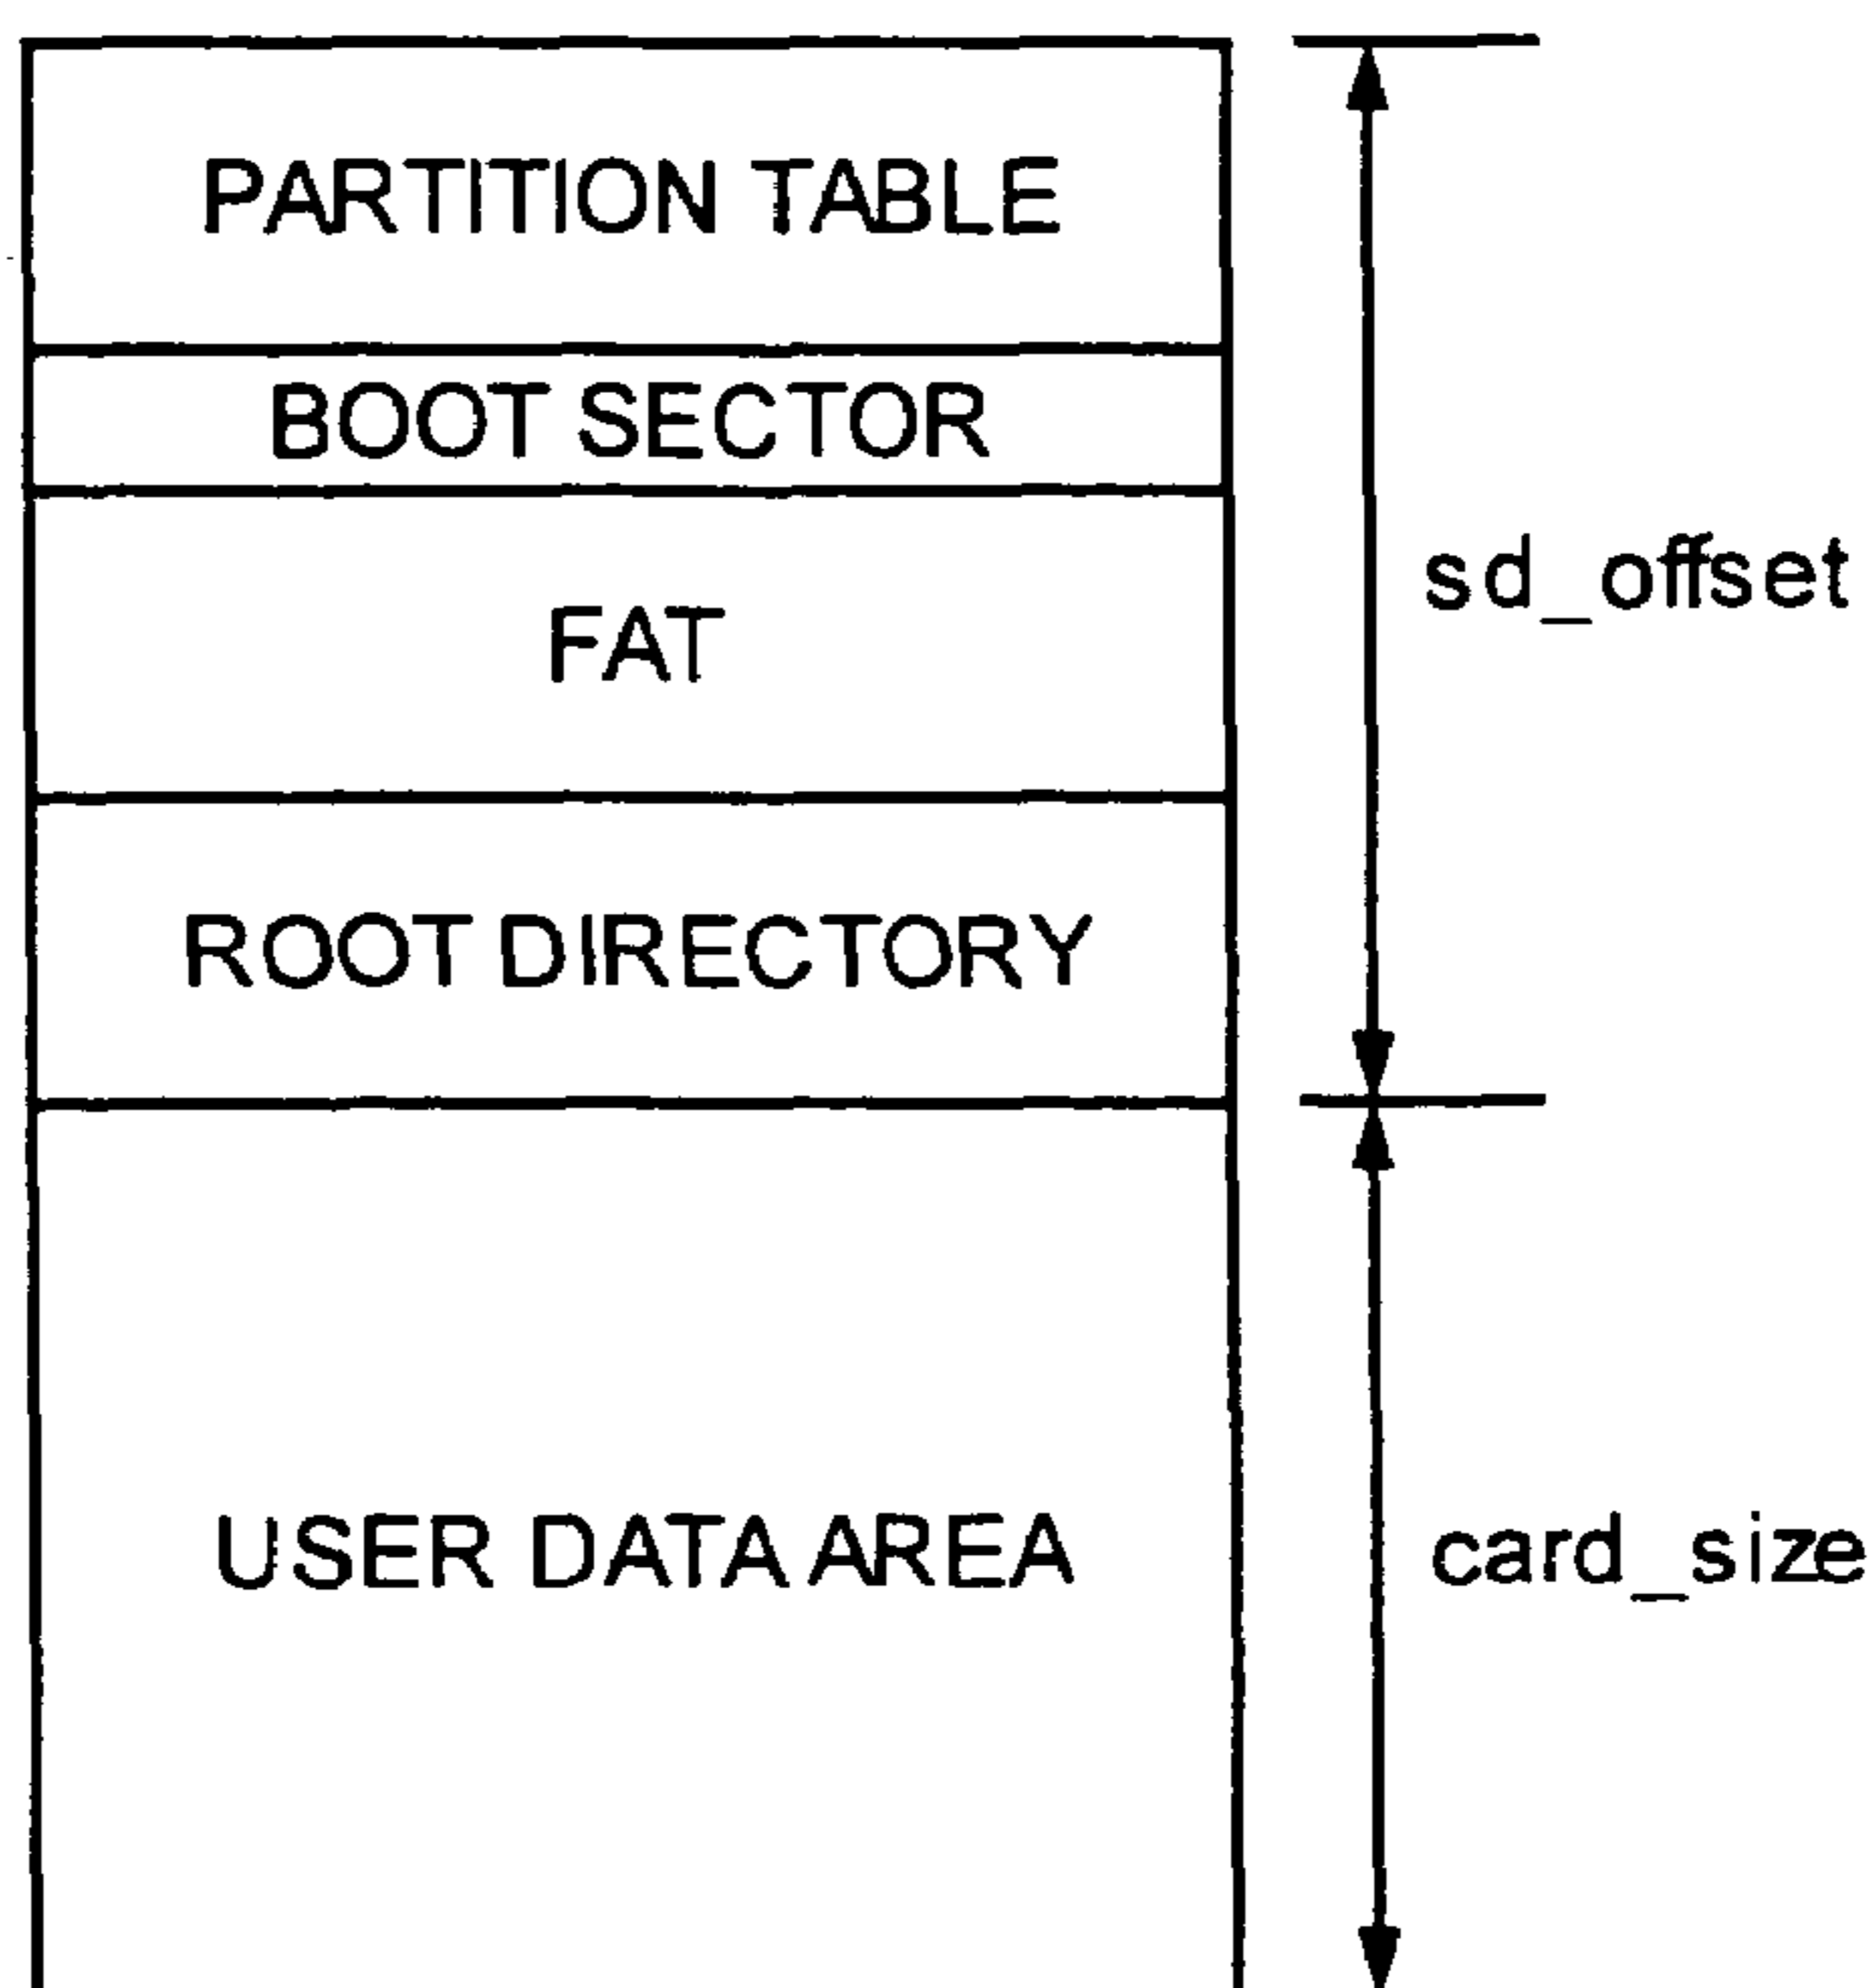 PARTITION TABLE
BOOT SECTOR
sd_offset
FAT
ROOT DIRECTORY
USER DATA AREA
card_size